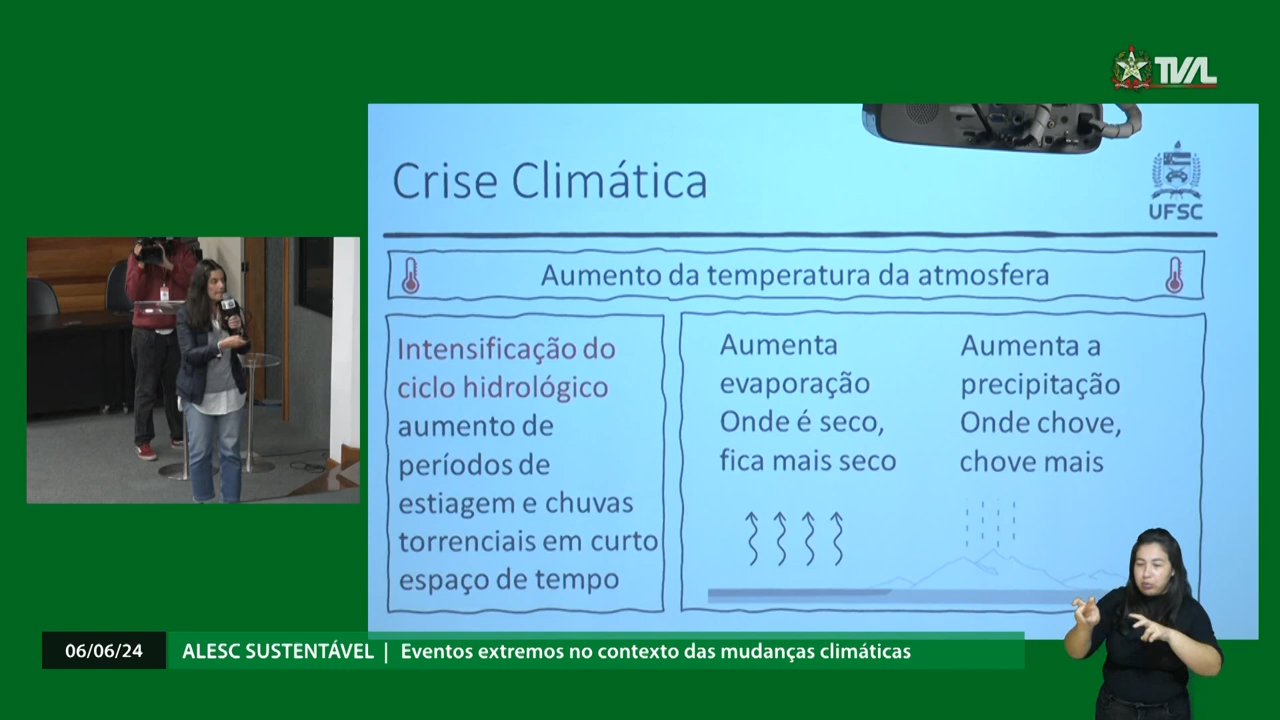 TVAL
Crise Climática
UFSC
Aumento da temperatura da atmosfera
Intensificação do
ciclo hidrológico
aumento de
períodos de
estiagem e chuvas
torrenciais em curto
espaço de tempo
Aumenta
evaporação
Onde é seco,
fica mais seco
Aumenta a
precipitação
Onde chove,
chove mais
06/06/24
ALESC SUSTENTÁVEL | Eventos extremos no contexto das mudanças climáticas